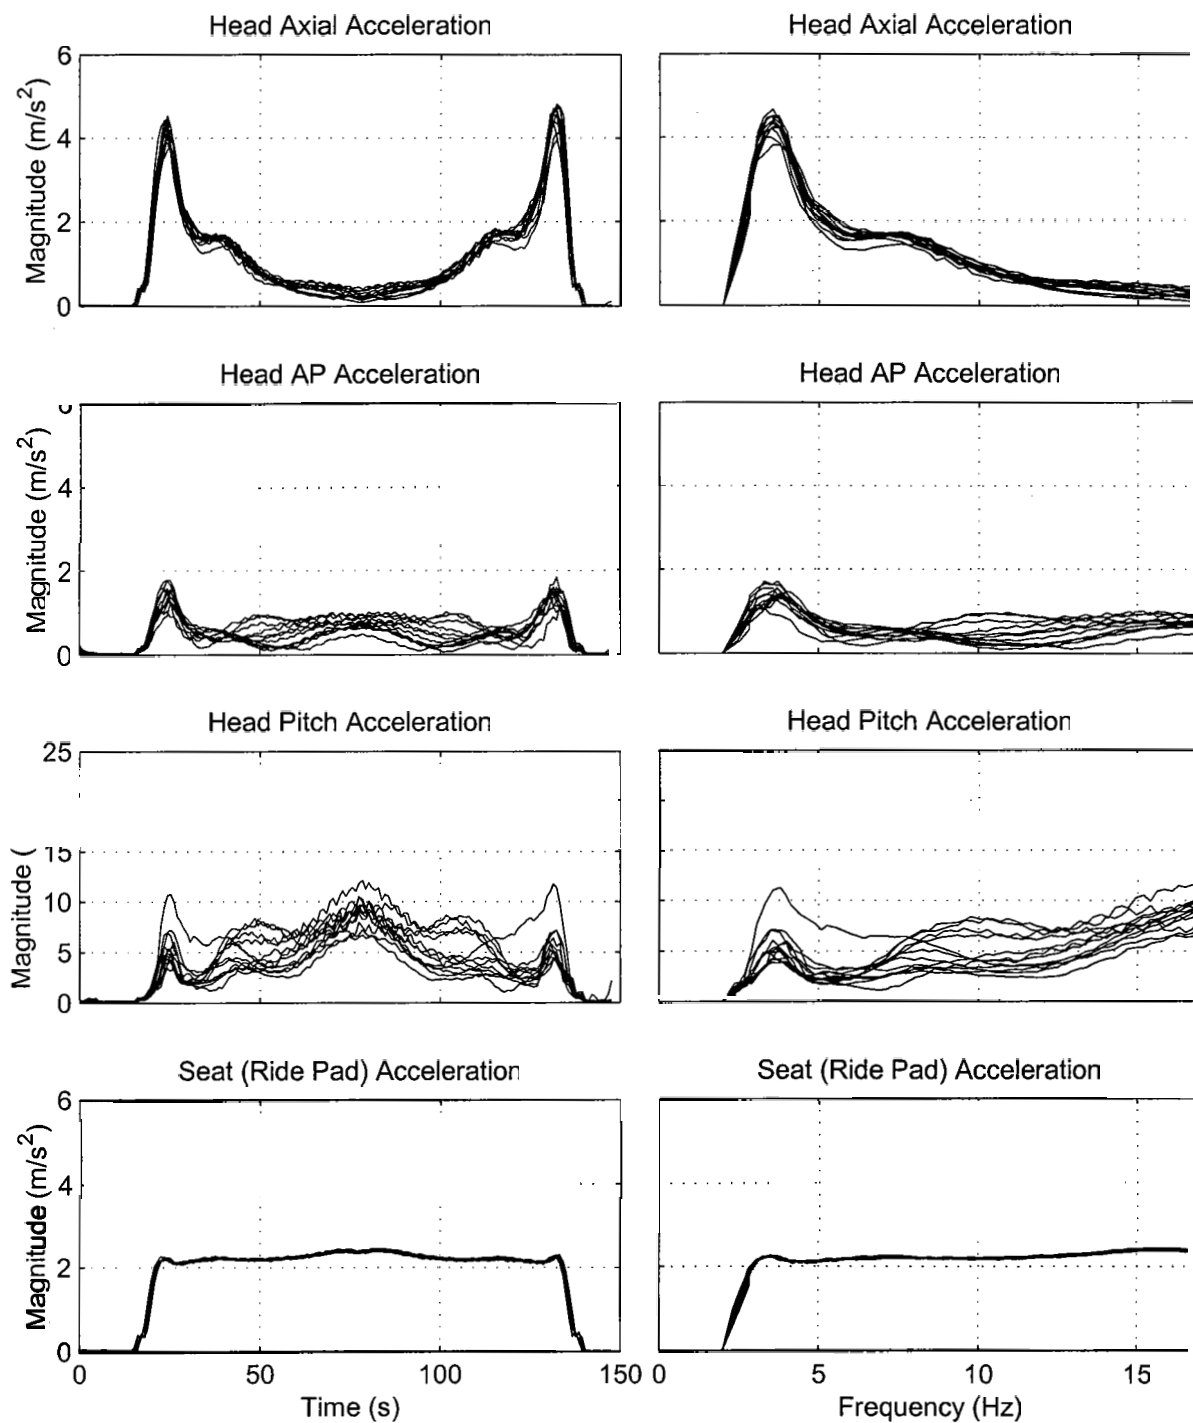 Head Axial Acceleration
Head Axial Acceleration
6
4
2
0
Magnitude (m/s²)
Head AP Acceleration
Head AP Acceleration
4
2
0
Magnitude (m/s²)
Head Pitch Acceleration
Head Pitch Acceleration
25
15
10
5
0
Magnitude (
Seat (Ride Pad) Acceleration
Seat (Ride Pad) Acceleration
6
4
2
0
Magnitude (m/s²)
0 50 100 150
0 5 10 15
Time (s)
Frequency (Hz)